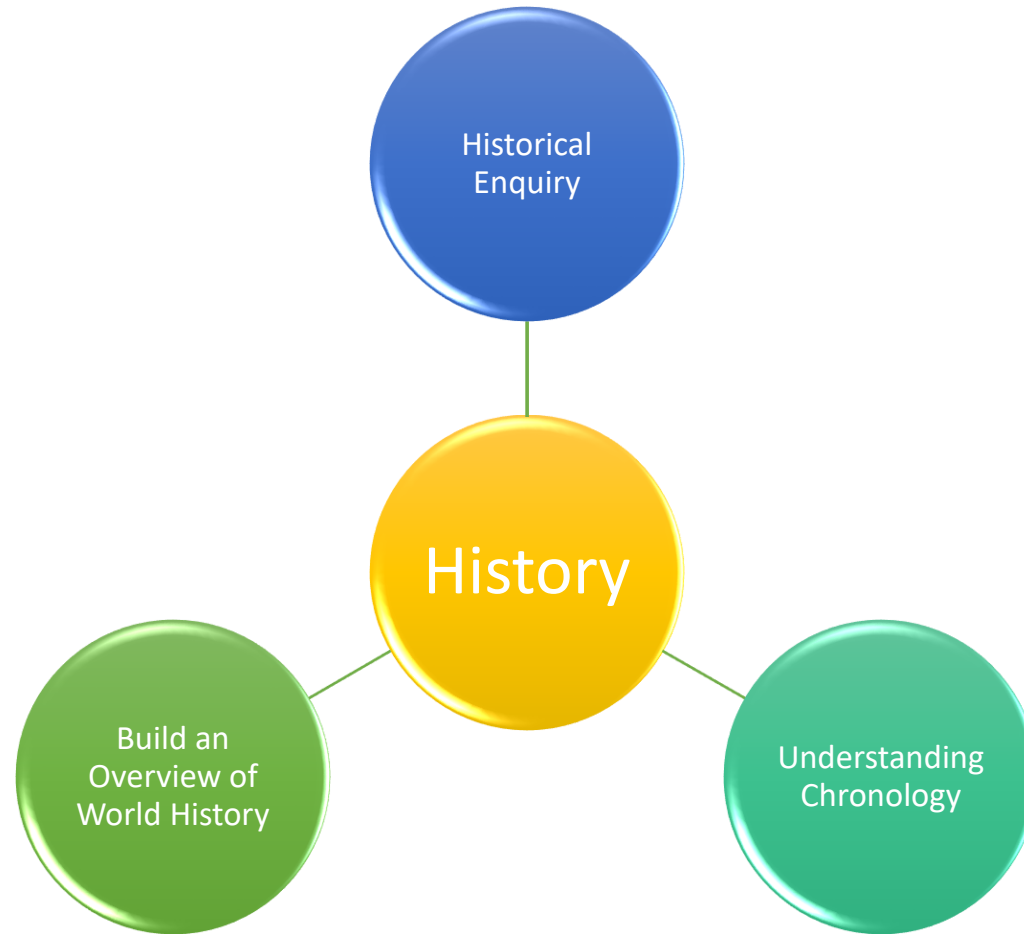 Historical
Enquiry
History
Build an
Overview of
World History
Understanding
Chronology